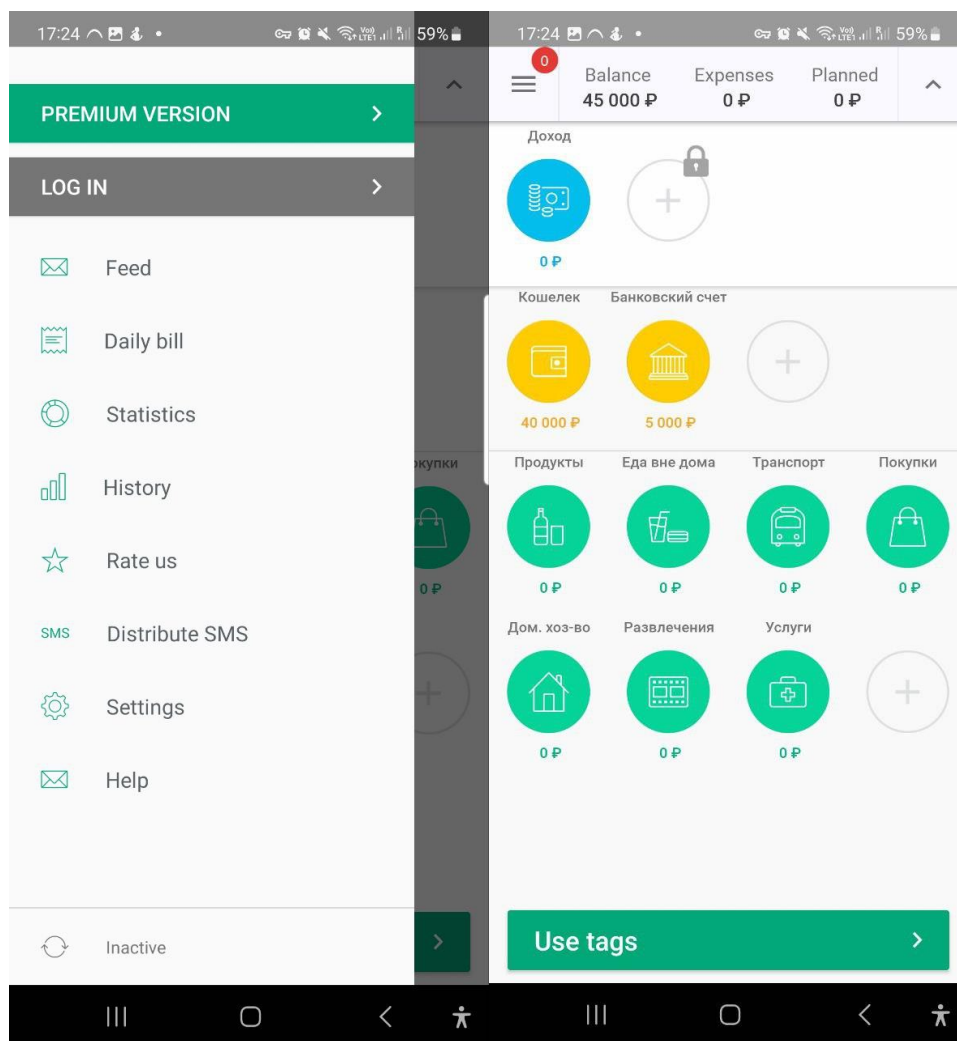 17:24
59%
PREMIUM VERSION
LOG IN
Feed
Daily bill
Statistics
History
Rate us
SMS Distribute SMS
Settings
Help
Inactive
окупки
0 ₽
17:24
59%
0
Balance Expenses Planned
45 000 ₽ 0 ₽ 0 ₽
Доход
0 ₽
Кошелек Банковский счет
40 000 ₽ 5 000 ₽
Продукты Еда вне дома Транспорт Покупки
0 ₽ 0 ₽ 0 ₽ 0 ₽
Дом. хоз-во Развлечения Услуги
0 ₽ 0 ₽ 0 ₽
Use tags